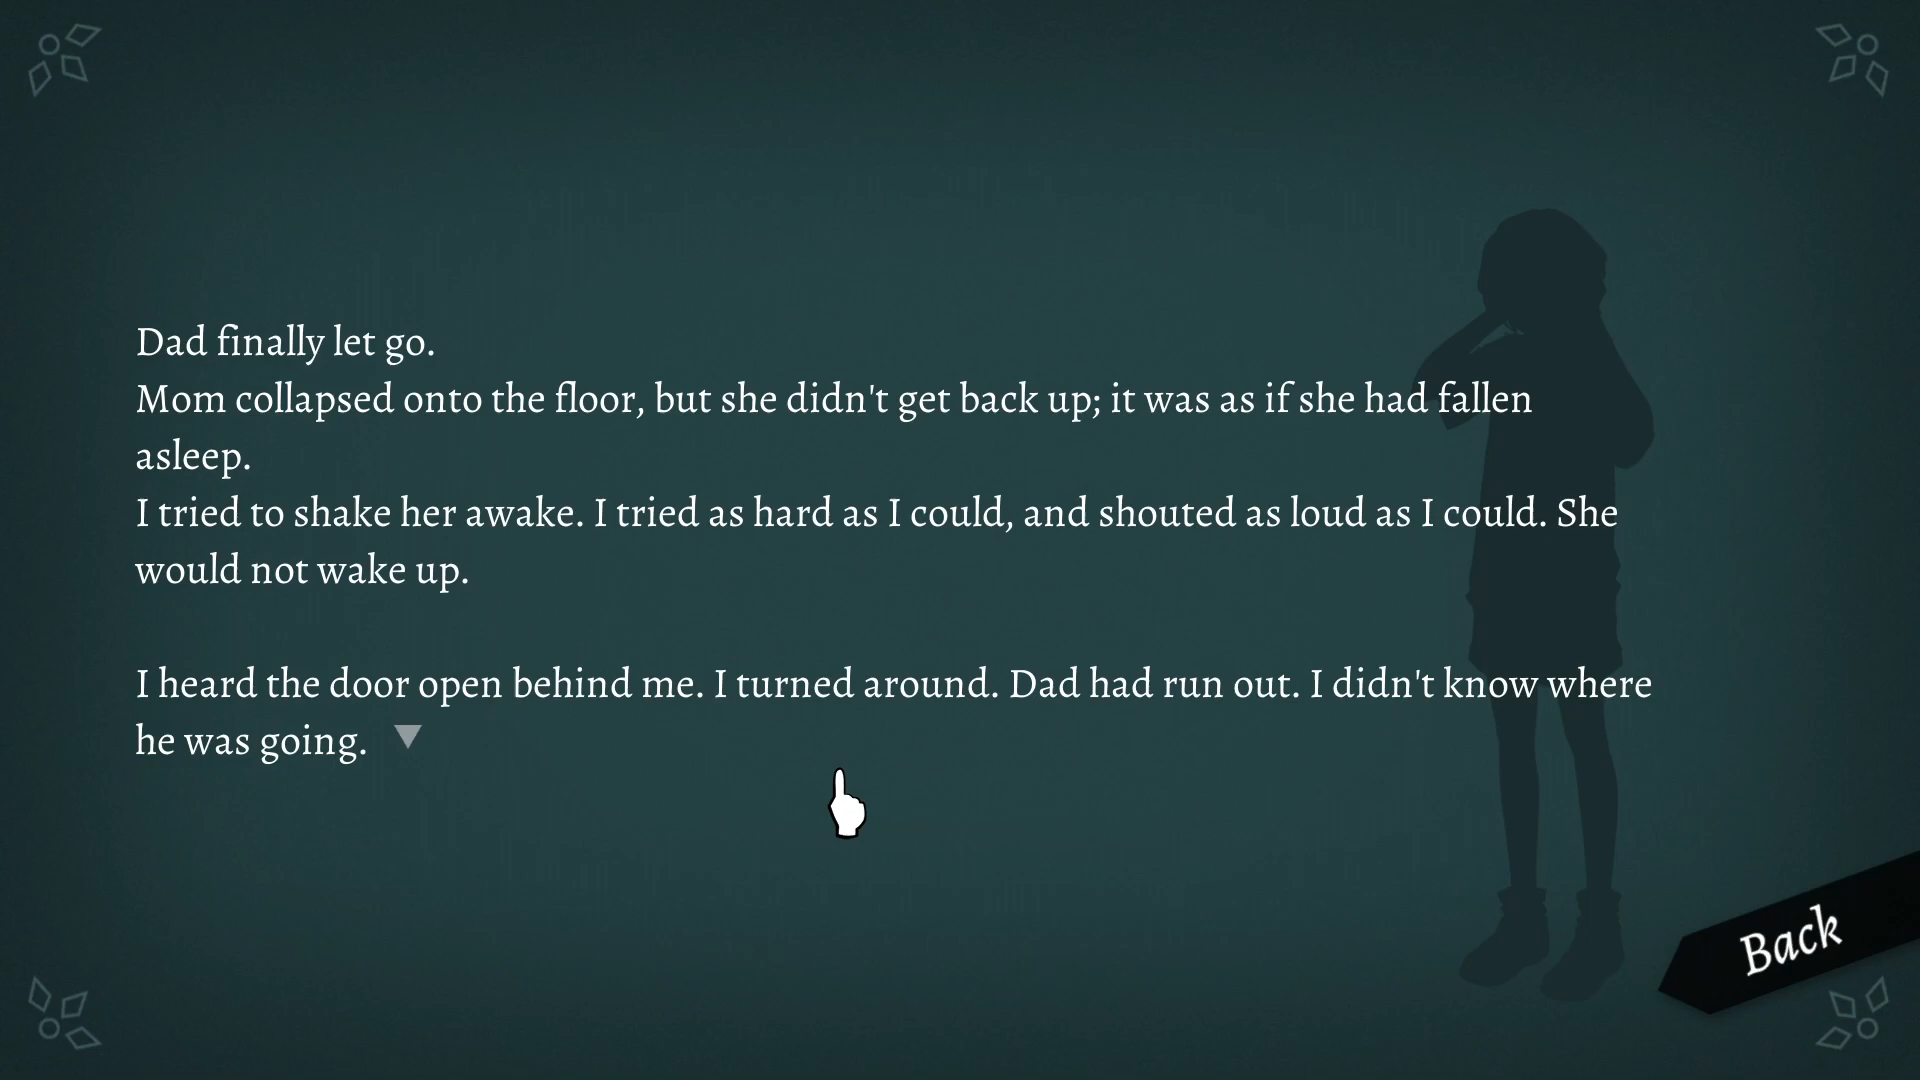 Dad finally let go.
Mom collapsed onto the floor, but she didn't get back up; it was as if she had fallen
asleep.
I tried to shake her awake. I tried as hard as I could, and shouted as loud as I could. She
would not wake up.
I heard the door open behind me. I turned around. Dad had run out. I didn't know where
he was going.
Back